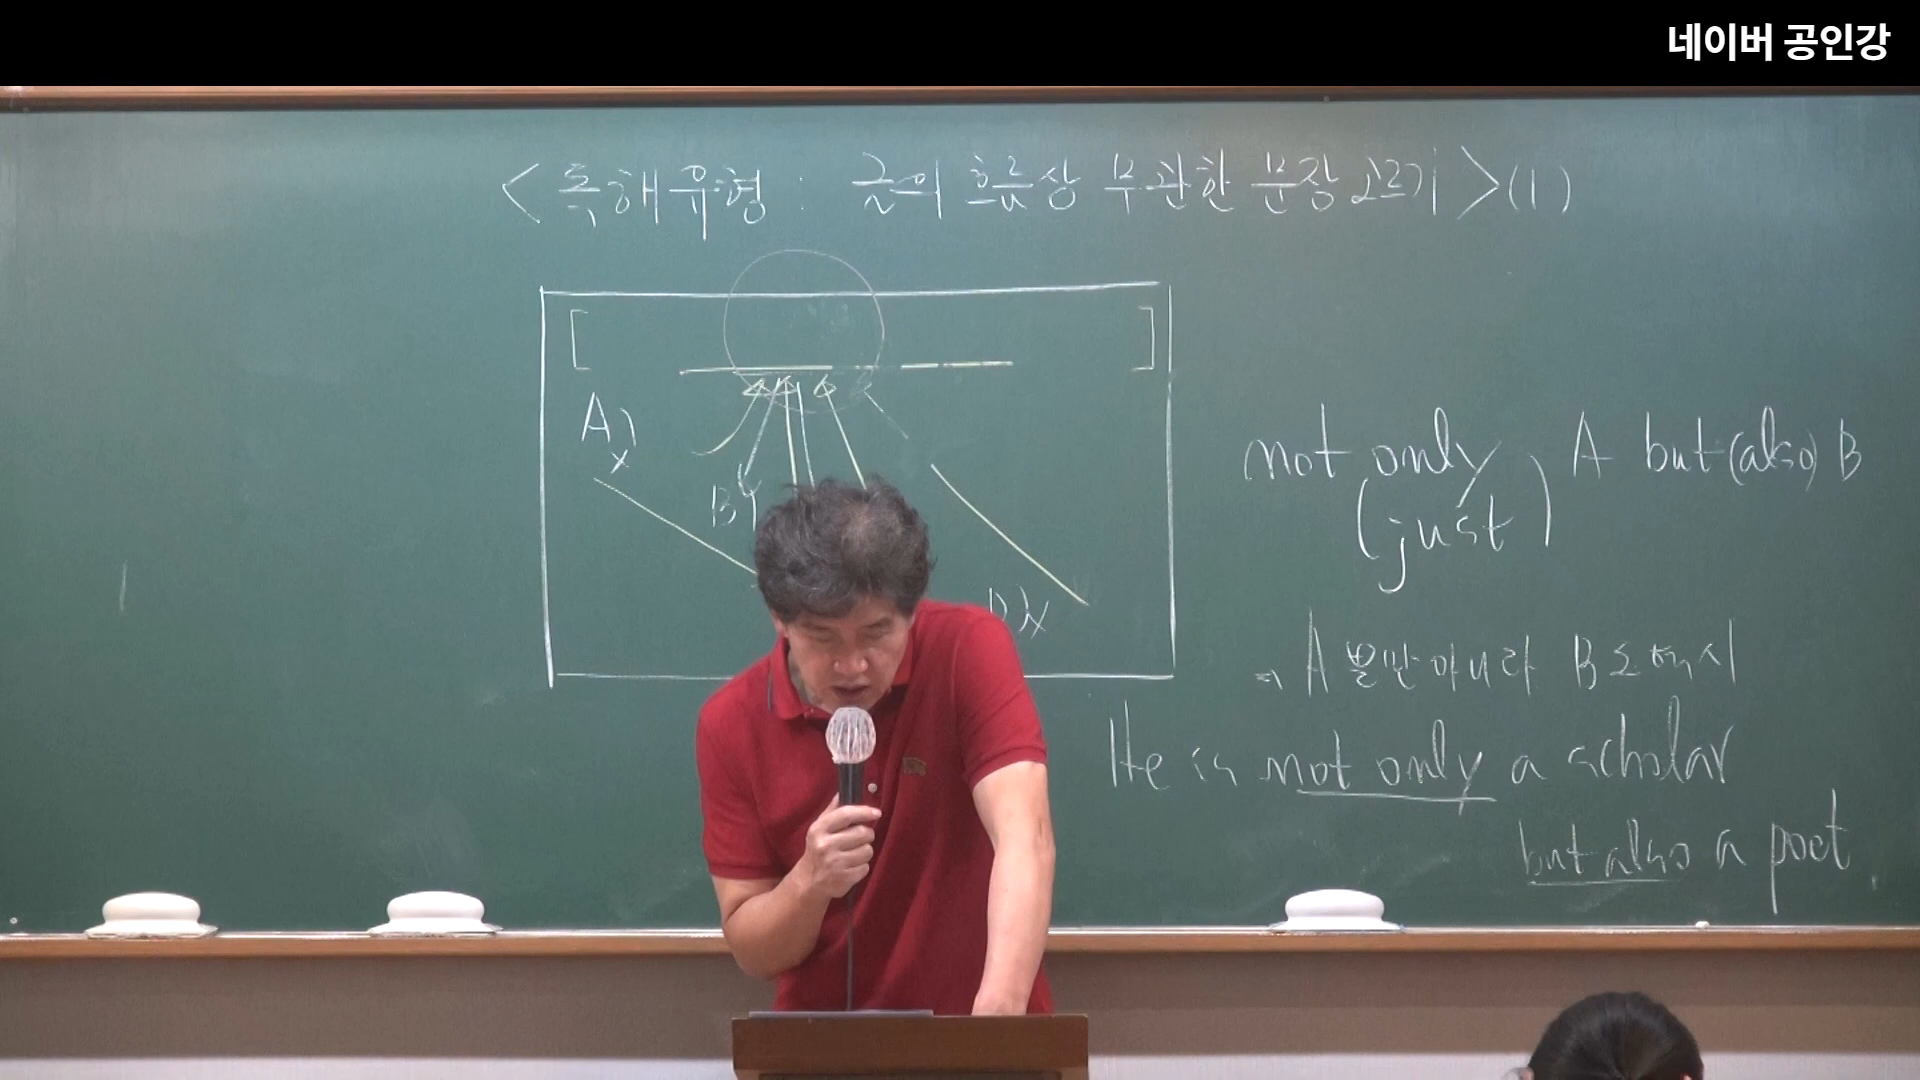 네이버 공인강
<독해유형: 글의 흐름상 무관한 문장 고르기>(1)
A)
x
B)
D)x
not only A but (also) B
(just)
⇒ A 뿐만 아니라 B도 역시
He is not only a scholar
but also a poet